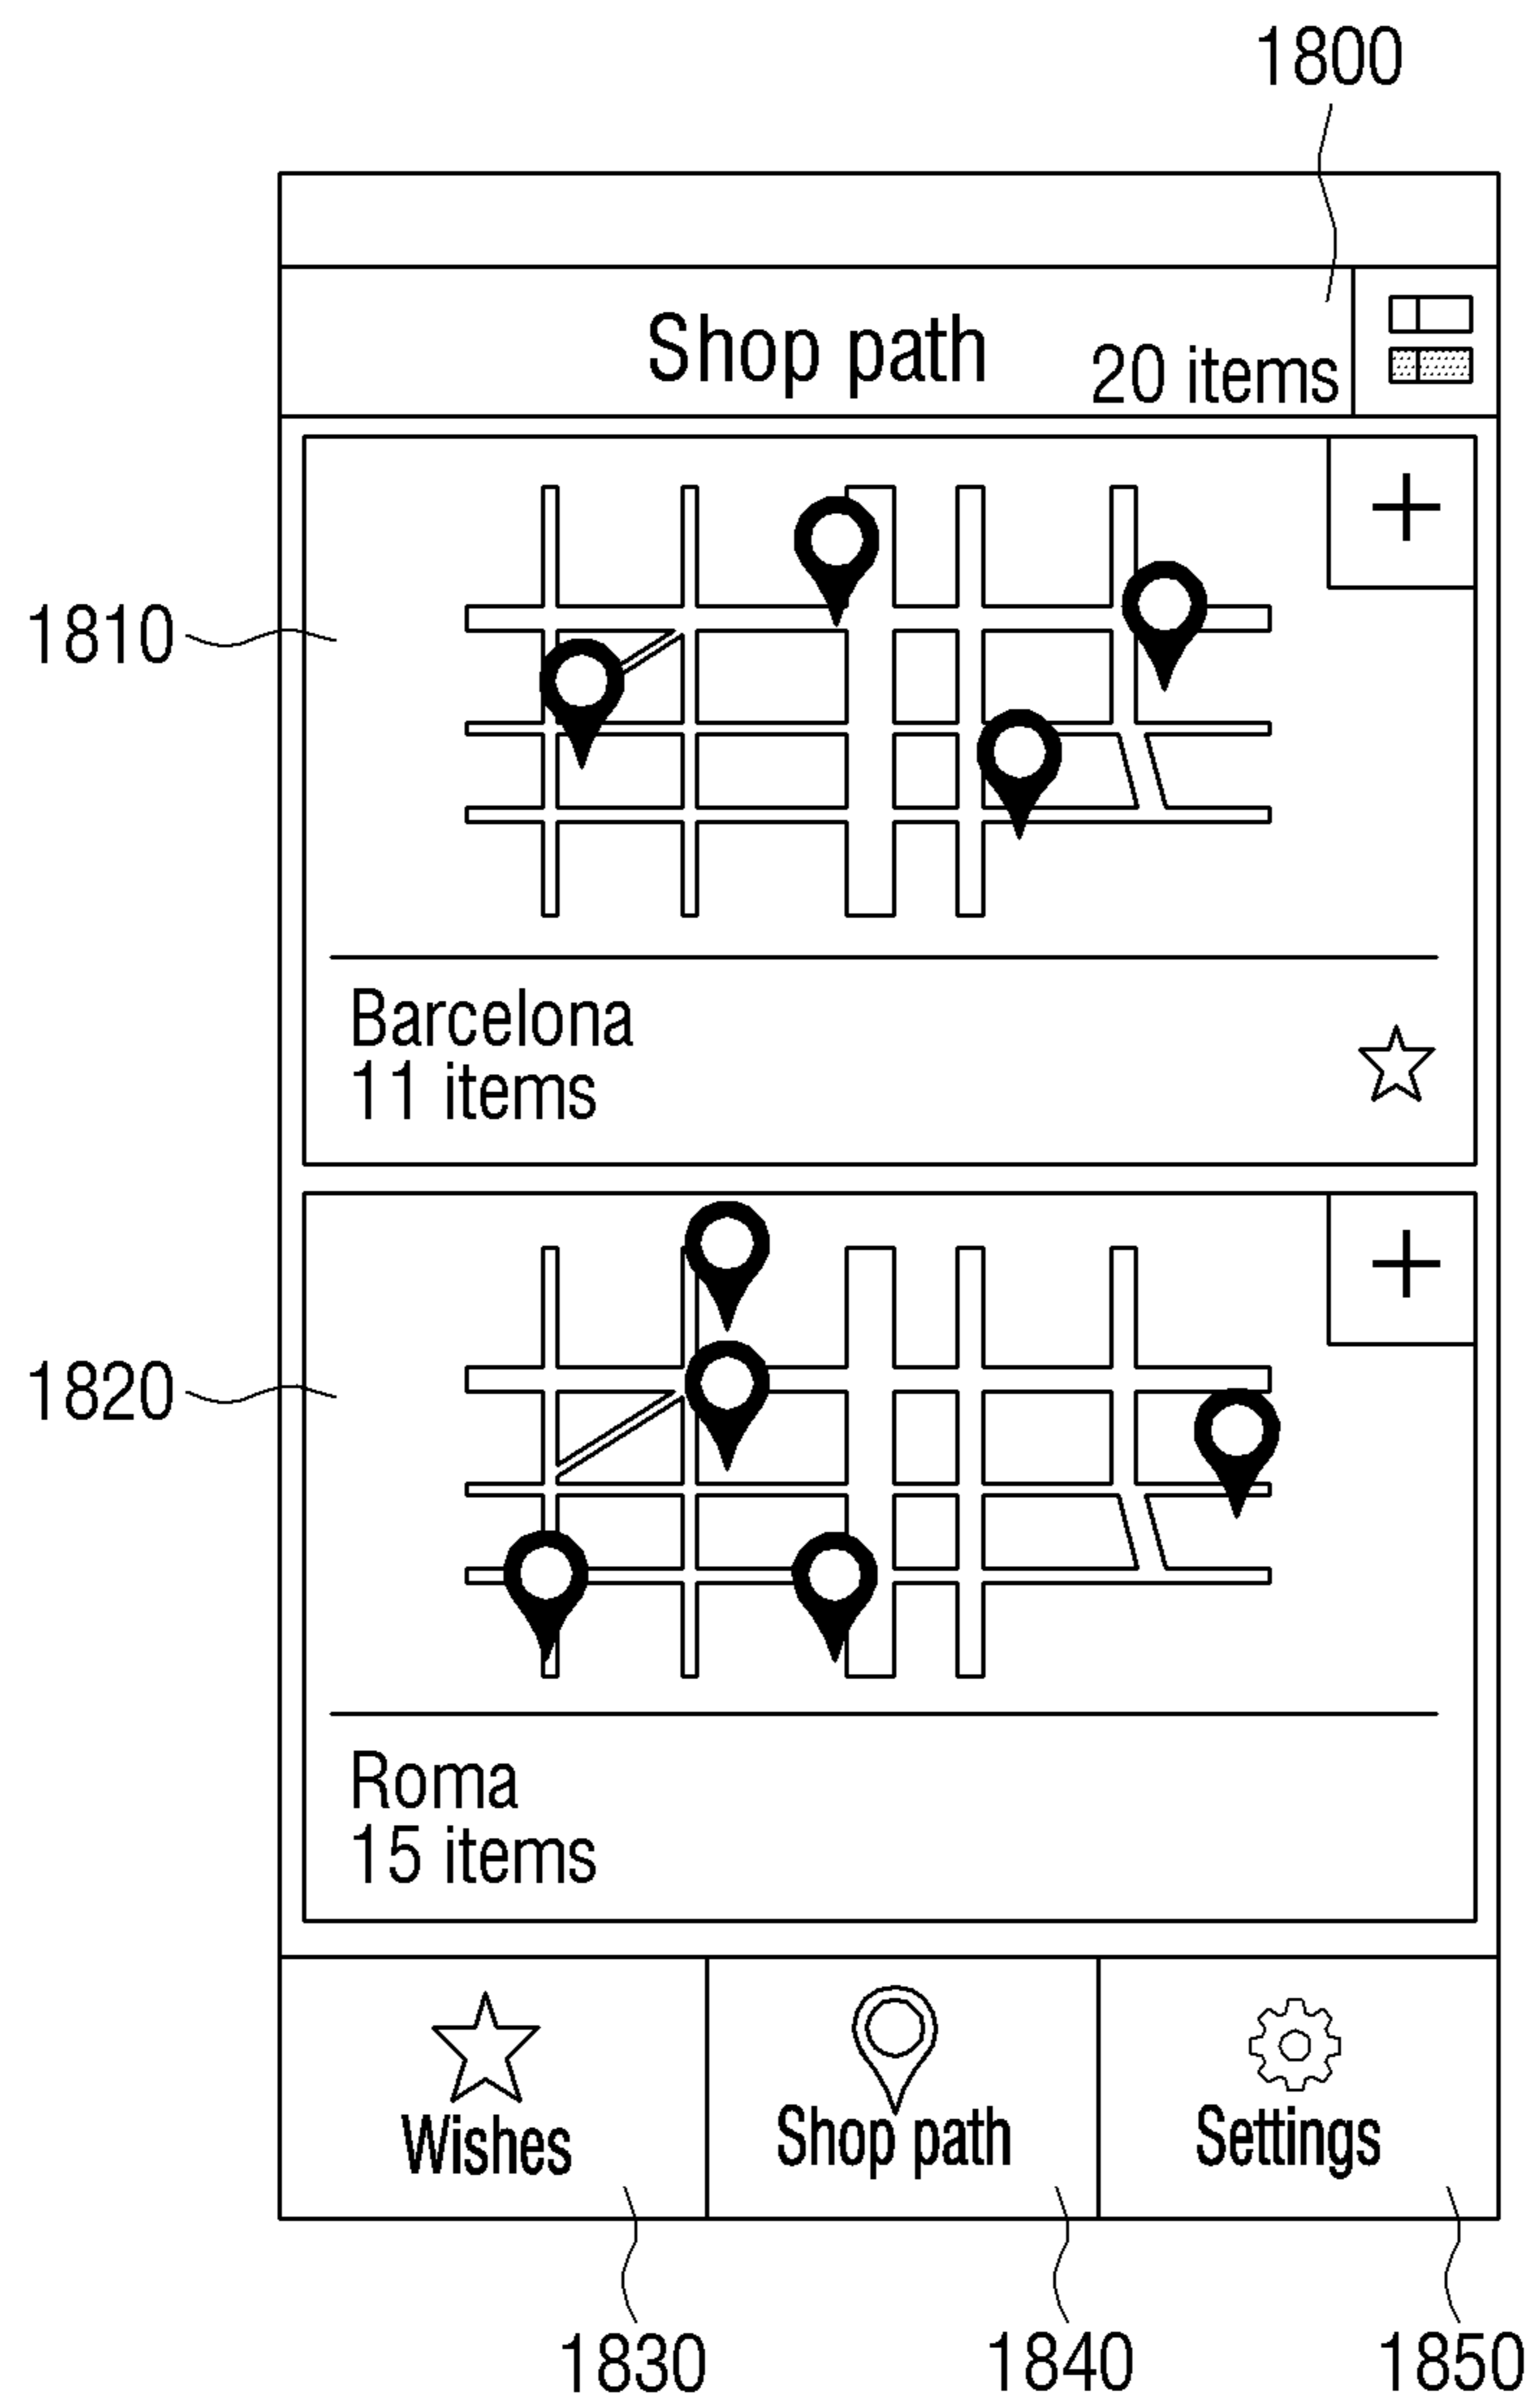 1800
Shop path
20 items
+
1810
Barcelona
11 items
+
1820
Roma
15 items
Wishes
Shop path
Settings
1830
1840
1850